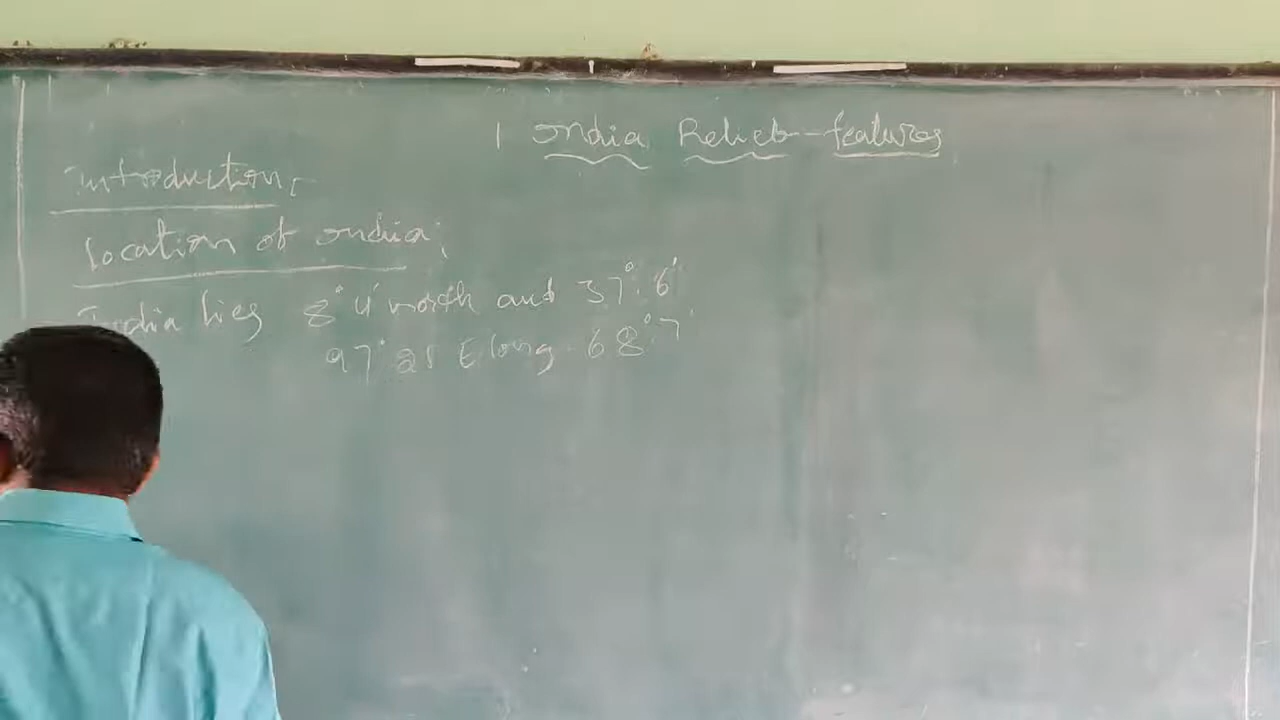 1 India Relief features
Introduction:
Location of India:
India lies 8° 4' north and 37°.6'
97° 25 E long - 68°.7'